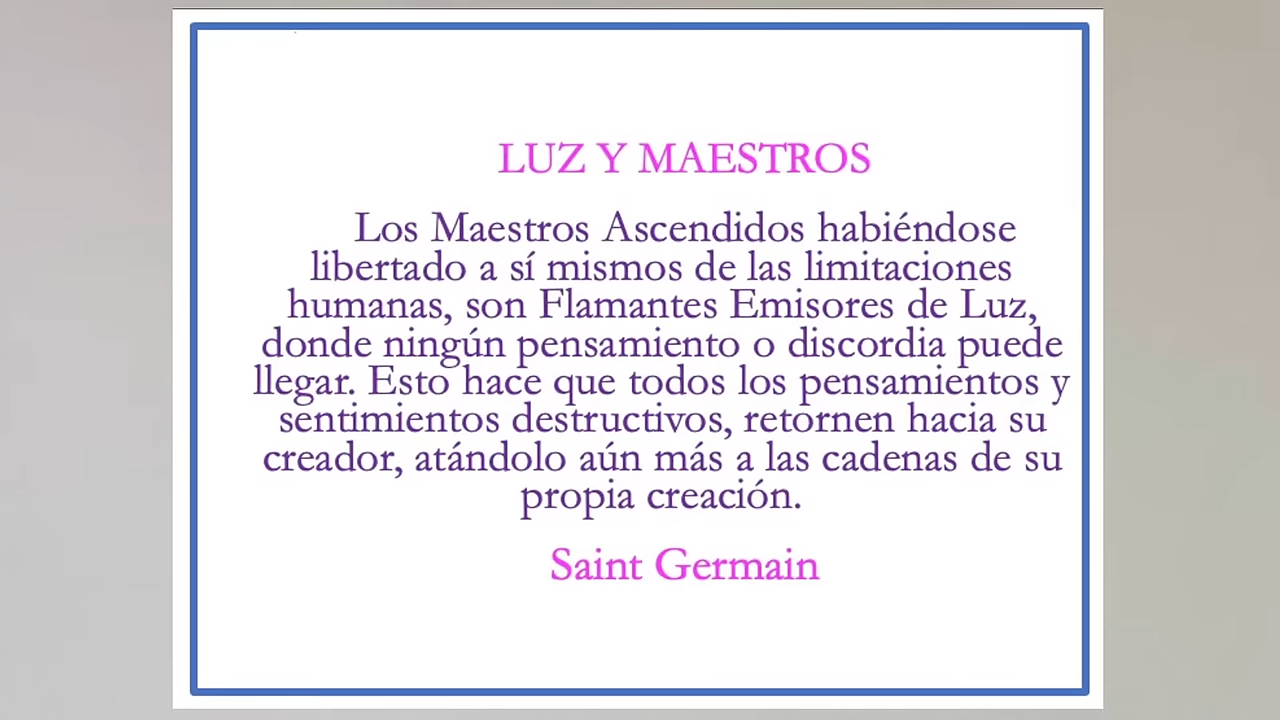 LUZ Y MAESTROS
Los Maestros Ascendidos habiéndose
libertado a sí mismos de las limitaciones
humanas, son Flamantes Emisores de Luz,
donde ningún pensamiento o discordia puede
llegar. Esto hace que todos los pensamientos y
sentimientos destructivos, retornen hacia su
creador, atándolo aún más a las cadenas de su
propia creación.
Saint Germain